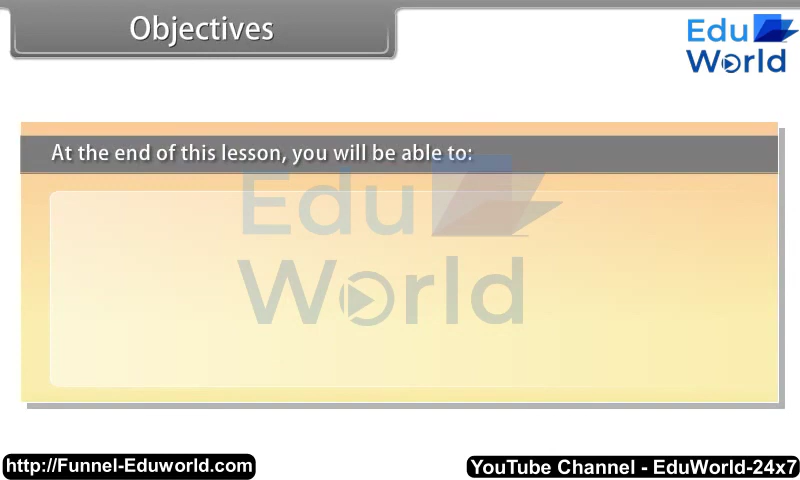 Objectives
Edu
World
At the end of this lesson, you will be able to:
Edu
World
http://Funnel-Eduworld.com
YouTube Channel - EduWorld-24x7